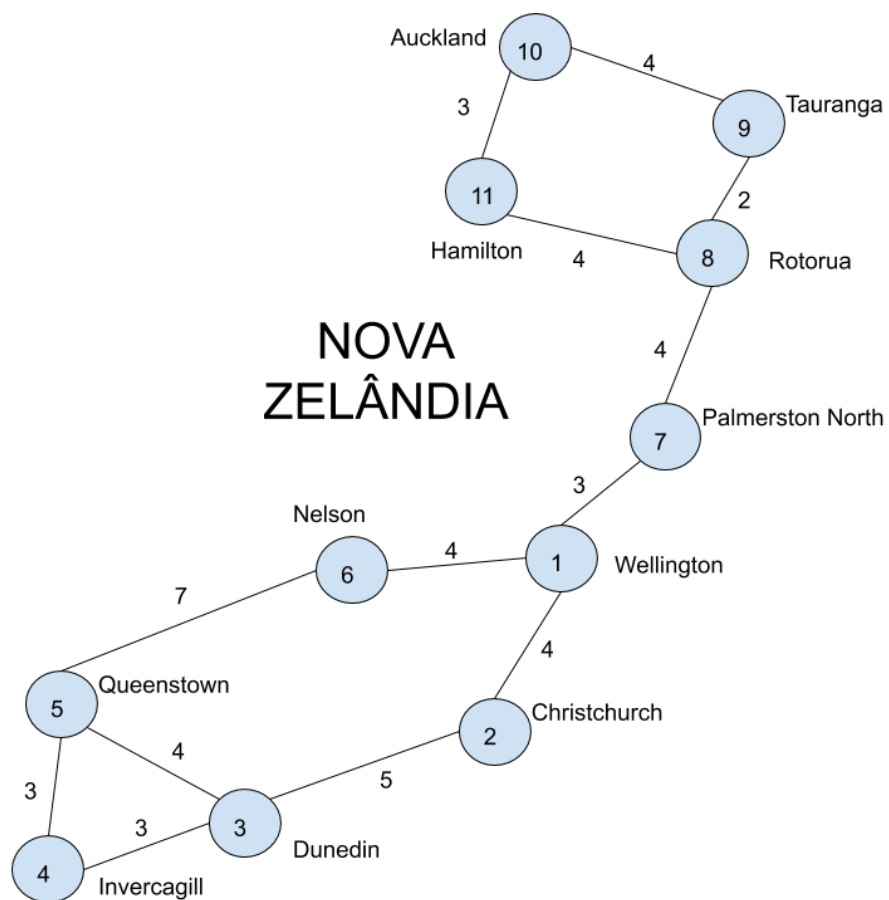 Auckland
10
4
Tauranga
3
9
11
2
Hamilton
4
8
Rotorua
NOVA
ZELÂNDIA
4
Palmerston North
7
3
Nelson
4
1
Wellington
6
7
4
Queenstown
5
Christchurch
2
4
5
3
3
3
Dunedin
4
Invercagill